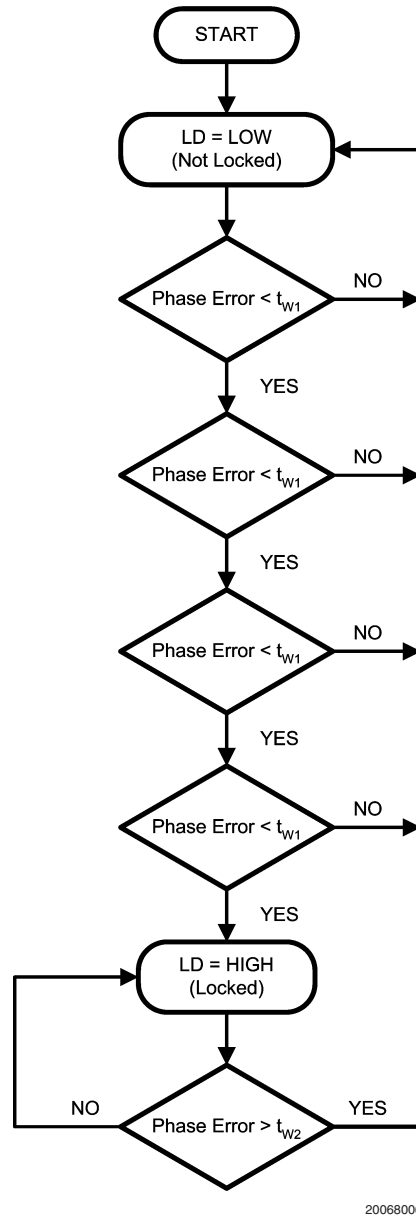 START
LD = LOW
(Not Locked)
Phase Error < tW1
NO
YES
Phase Error < tW1
NO
YES
Phase Error < tW1
NO
YES
Phase Error < tW1
NO
YES
LD = HIGH
(Locked)
NO
Phase Error > tW2
YES